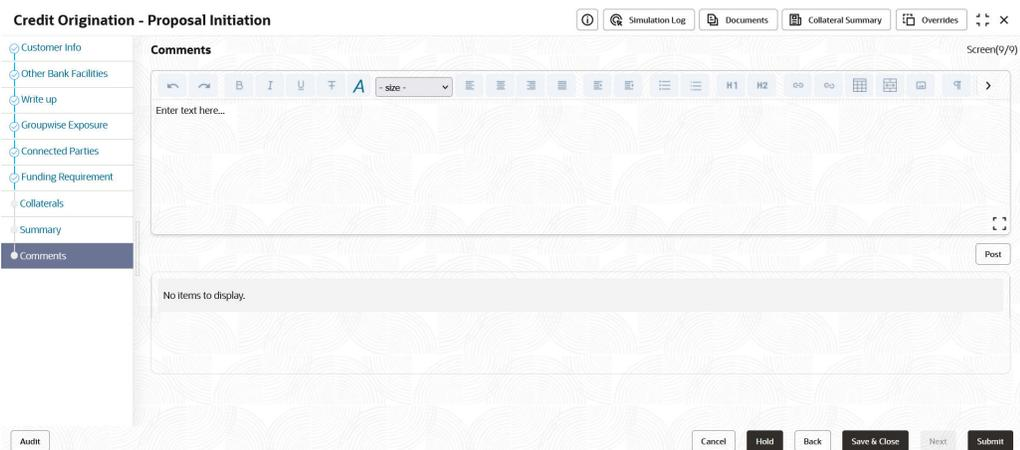 Credit Origination - Proposal Initiation
Simulation Log
Documents
Collateral Summary
Overrides
Customer Info
Other Bank Facilities
Write up
Groupwise Exposure
Connected Parties
Funding Requirement
Collaterals
Summary
Comments
Comments
Screen(9/9)
B I U T A - size - H1 H2 ¶
Enter text here...
Post
No items to display.
Audit
Cancel
Hold
Back
Save & Close
Next
Submit